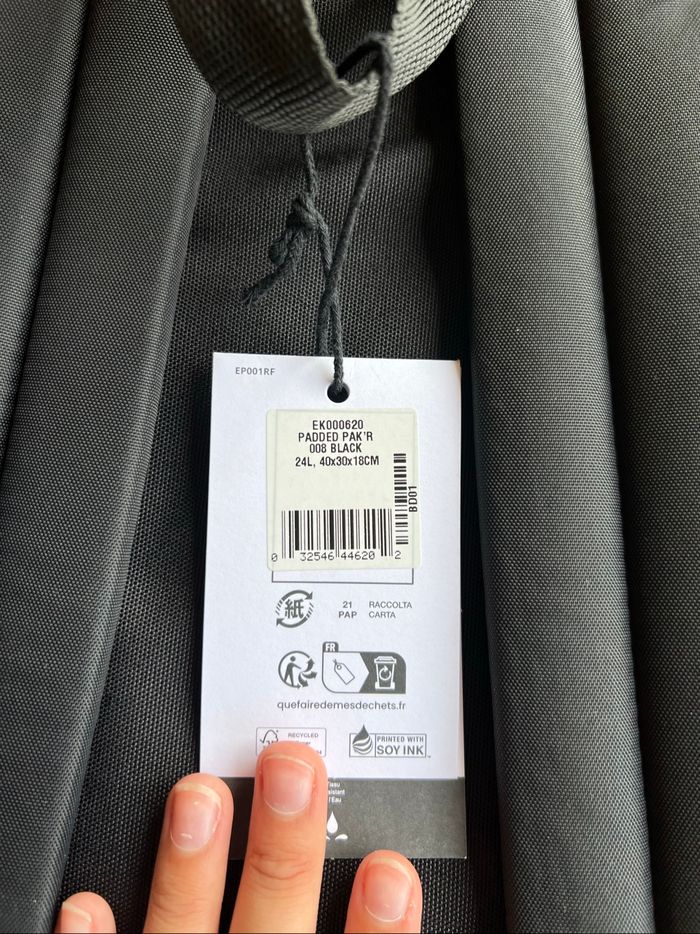 EP001RF
EK000620
PADDED PAK'R
008 BLACK
24L, 40x30x18CM
BD01
0 32546 44620 2
紙
21
PAP
RACCOLTA
CARTA
FR
quefairedemesdechets.fr
RECYCLED
PRINTED WITH
SOY INK
l'Eau